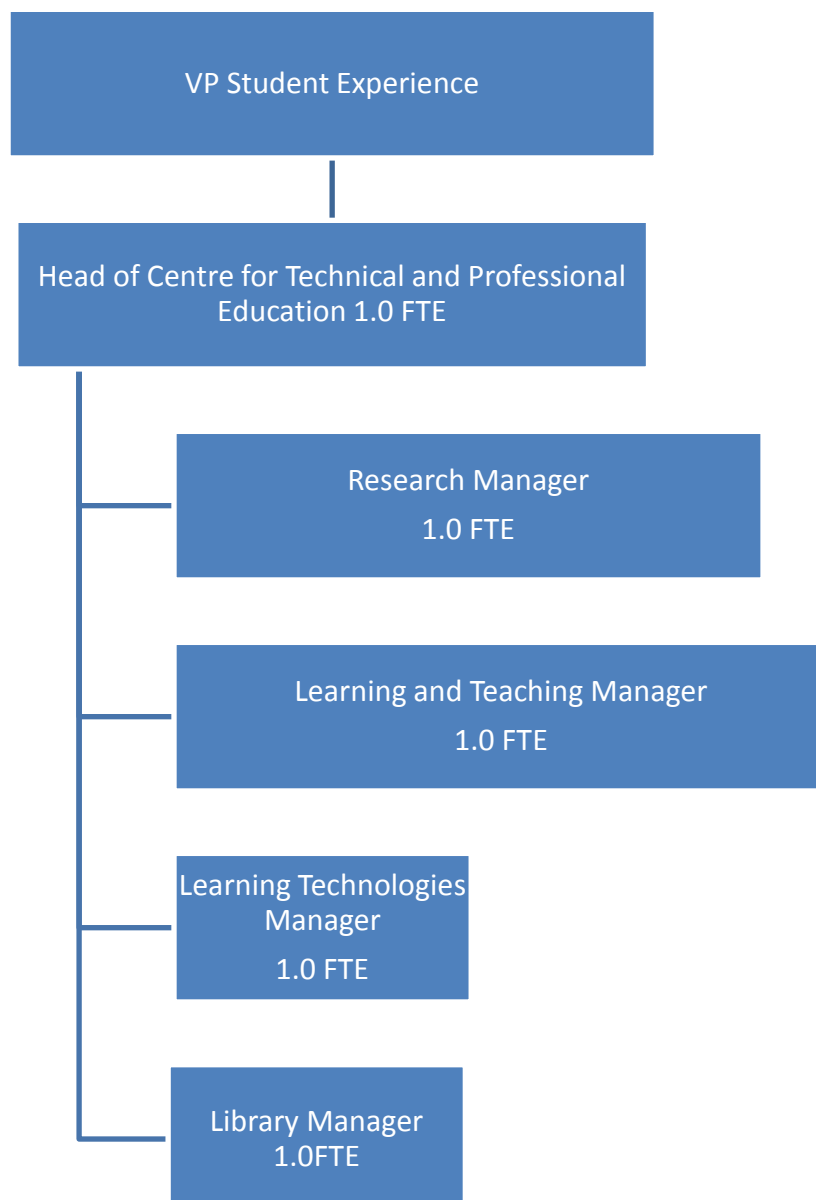 VP Student Experience
Head of Centre for Technical and Professional
Education 1.0 FTE
Research Manager
1.0 FTE
Learning and Teaching Manager
1.0 FTE
Learning Technologies
Manager
1.0 FTE
Library Manager
1.0FTE